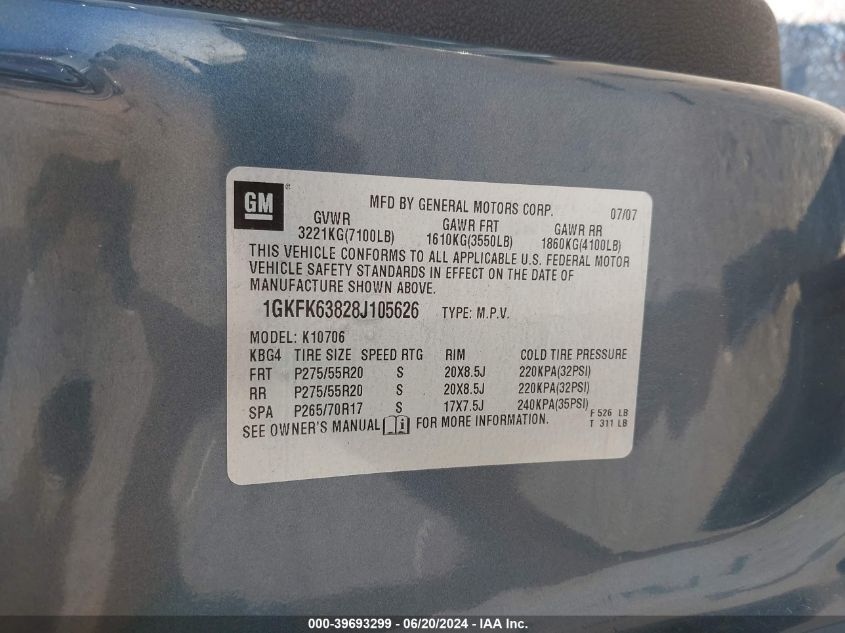 GM
MFD BY GENERAL MOTORS CORP. 07/07
GVWR GAWR FRT GAWR RR
3221KG(7100LB) 1610KG(3550LB) 1860KG(4100LB)
THIS VEHICLE CONFORMS TO ALL APPLICABLE U.S. FEDERAL MOTOR
VEHICLE SAFETY STANDARDS IN EFFECT ON THE DATE OF
MANUFACTURE SHOWN ABOVE.
1GKFK63828J105626 TYPE: M.P.V.
MODEL: K10706
KBG4 TIRE SIZE SPEED RTG RIM COLD TIRE PRESSURE
FRT P275/55R20 S 20X8.5J 220KPA(32PSI)
RR P275/55R20 S 20X8.5J 220KPA(32PSI)
SPA P265/70R17 S 17X7.5J 240KPA(35PSI)
F 526 LB
SEE OWNER'S MANUAL i FOR MORE INFORMATION. T 311 LB
000-39693299 - 06/20/2024 - IAA Inc.